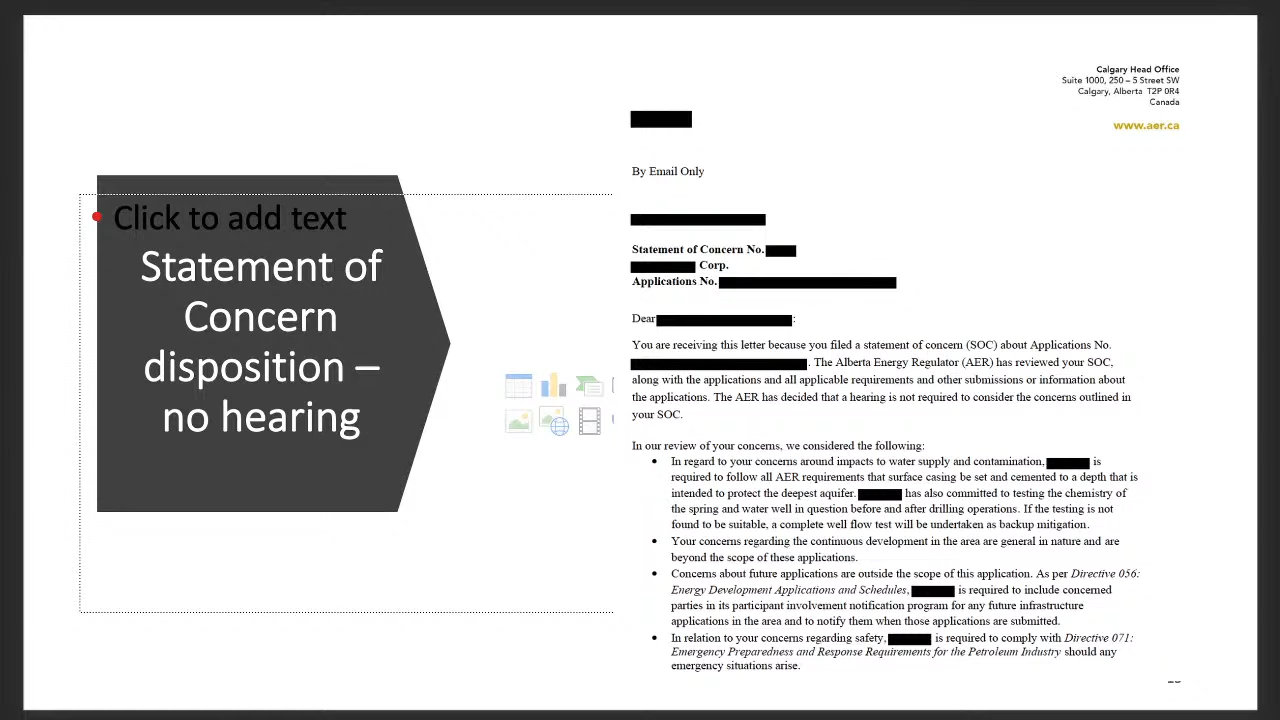 Click to add text
Statement of
Concern
disposition –
no hearing
Calgary Head Office
Suite 1000, 250 – 5 Street SW
Calgary, Alberta T2P 0R4
Canada
www.aer.ca
By Email Only
Statement of Concern No.
Corp.
Applications No.
Dear :
You are receiving this letter because you filed a statement of concern (SOC) about Applications No.
. The Alberta Energy Regulator (AER) has reviewed your SOC,
along with the applications and all applicable requirements and other submissions or information about
the applications. The AER has decided that a hearing is not required to consider the concerns outlined in
your SOC.
In our review of your concerns, we considered the following:
• In regard to your concerns around impacts to water supply and contamination, is
required to follow all AER requirements that surface casing be set and cemented to a depth that is
intended to protect the deepest aquifer. has also committed to testing the chemistry of
the spring and water well in question before and after drilling operations. If the testing is not
found to be suitable, a complete well flow test will be undertaken as backup mitigation.
• Your concerns regarding the continuous development in the area are general in nature and are
beyond the scope of these applications.
• Concerns about future applications are outside the scope of this application. As per Directive 056:
Energy Development Applications and Schedules, is required to include concerned
parties in its participant involvement notification program for any future infrastructure
applications in the area and to notify them when those applications are submitted.
• In relation to your concerns regarding safety, is required to comply with Directive 071:
Emergency Preparedness and Response Requirements for the Petroleum Industry should any
emergency situations arise.